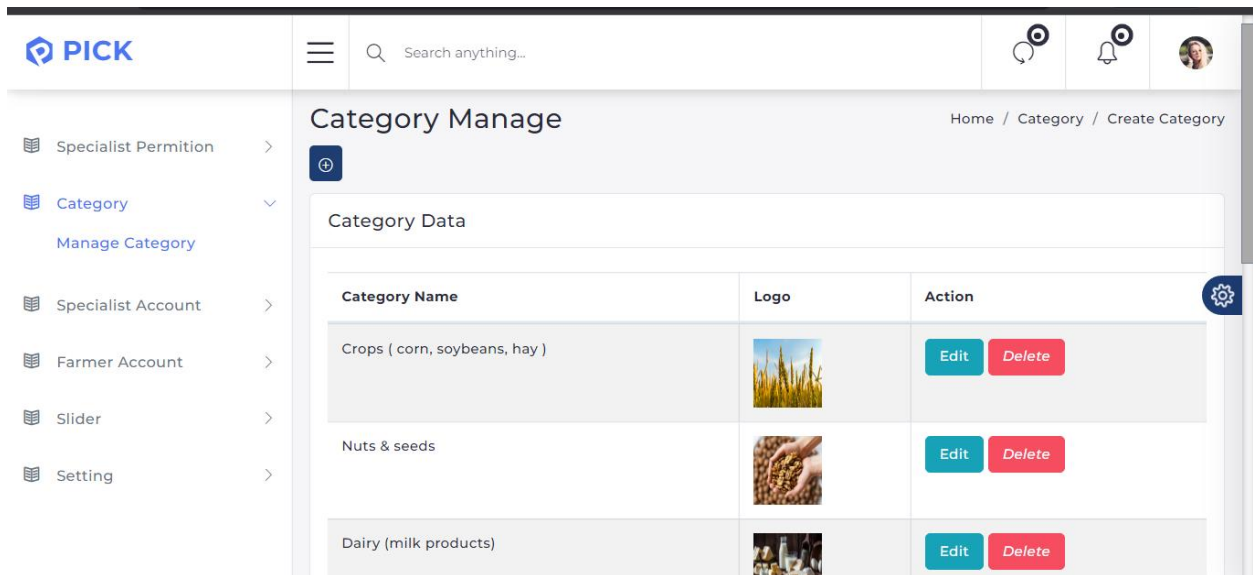 PICK
Search anything...
Category Manage
Home / Category / Create Category
Specialist Permition
Category
Manage Category
Specialist Account
Farmer Account
Slider
Setting
Category Data
Category Name Logo Action
Crops ( corn, soybeans, hay ) Edit Delete
Nuts & seeds Edit Delete
Dairy (milk products) Edit Delete